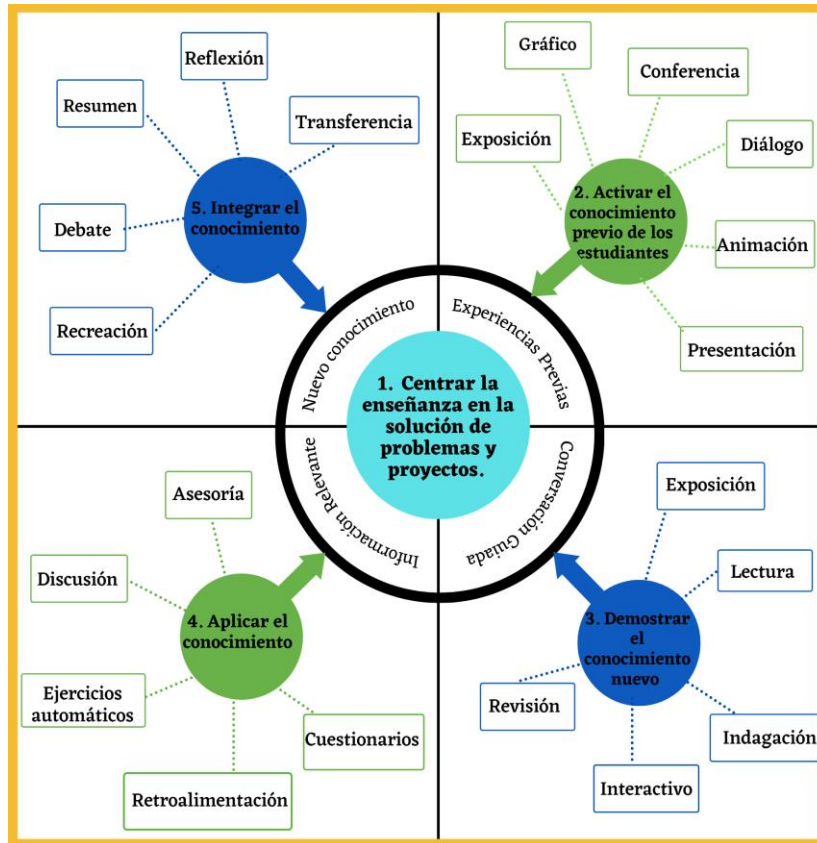 Reflexión
Resumen
Transferencia
5. Integrar el
conocimiento
Debate
Recreación
Gráfico
Conferencia
Exposición
Diálogo
2. Activar el
conocimiento
previo de los
estudiantes
Animación
Presentación
Nuevo conocimiento
Experiencias Previas
1. Centrar la
enseñanza en la
solución de
problemas y
proyectos.
Información Relevante
Conversación Guiada
Asesoría
Discusión
4. Aplicar el
conocimiento
Ejercicios
automáticos
Cuestionarios
Retroalimentación
Exposición
Lectura
3. Demostrar
el
conocimiento
nuevo
Revisión
Indagación
Interactivo